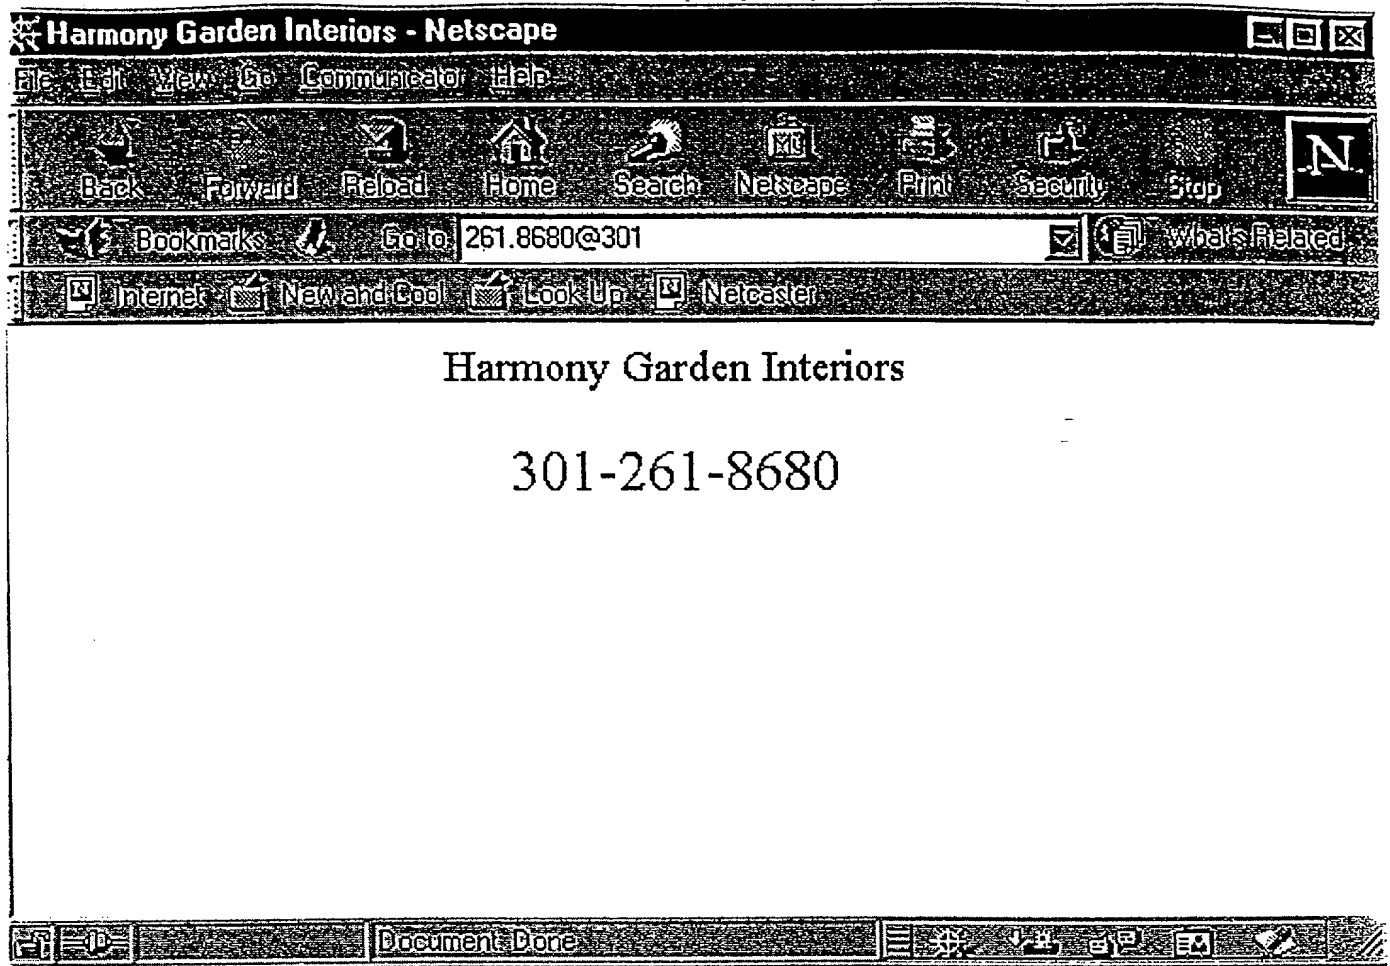 Harmony Garden Interiors - Netscape
File Edit View Go Communicator Help
N
Back Forward Reload Home Search Netscape Print Security Stop
Bookmarks Go to 261.8680@301 What's Related
Internet New and Cool Look Up Netcaster
Harmony Garden Interiors
301-261-8680
Document Done